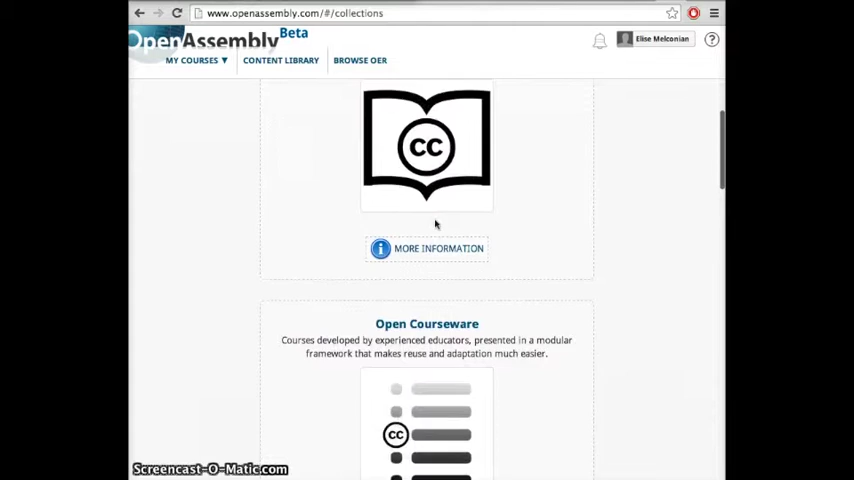 www.openassembly.com/#/collections
OpenAssembly Beta
Elise Melconian
?
MY COURSES ▼
CONTENT LIBRARY
BROWSE OER
CC
i MORE INFORMATION
Open Courseware
Courses developed by experienced educators, presented in a modular
framework that makes reuse and adaptation much easier.
CC
Screencast-O-Matic.com